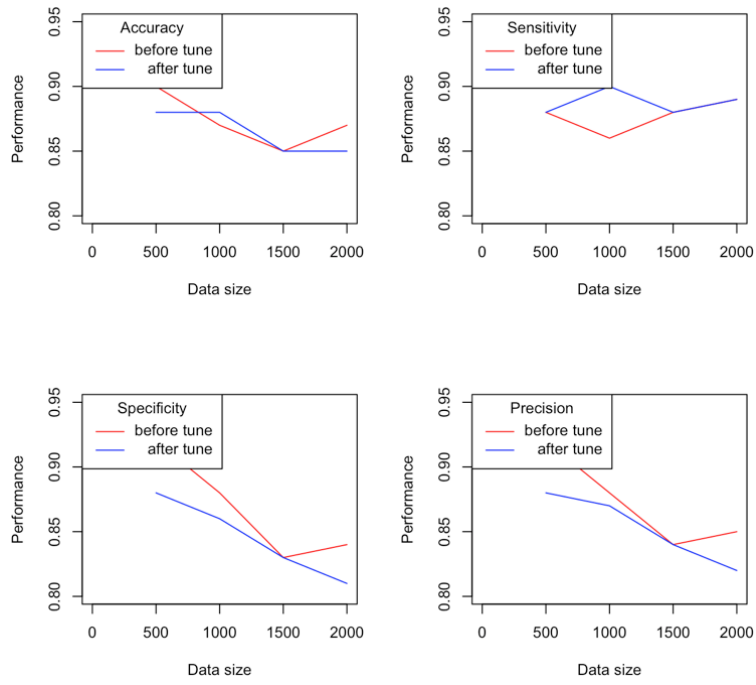 Accuracy
before tune
after tune
Performance
0.95
0.90
0.85
0.80
0 500 1000 1500 2000
Data size
Sensitivity
before tune
after tune
Performance
0.95
0.90
0.85
0.80
0 500 1000 1500 2000
Data size
Specificity
before tune
after tune
Performance
0.95
0.90
0.85
0.80
0 500 1000 1500 2000
Data size
Precision
before tune
after tune
Performance
0.95
0.90
0.85
0.80
0 500 1000 1500 2000
Data size